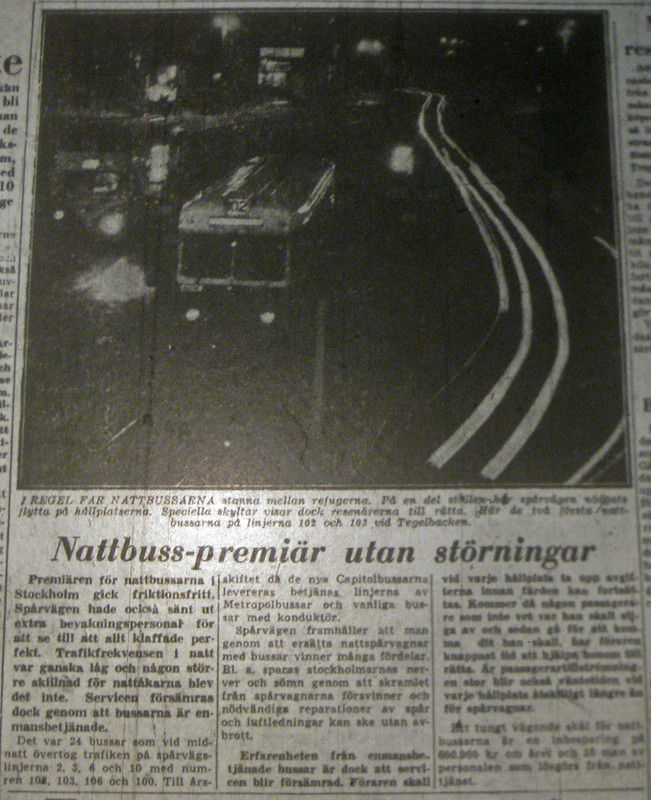 I REGEL FÅR NATTBUSSARNA stanna mellan refugerna. På en del ställen har spårvägen nödgats
flytta på hållplatserna. Speciella skyltar visar dock resenärerna till rätta. Här de två första natt-
bussarna på linjerna 102 och 103 vid Tegelbacken.
Nattbuss-premiär utan störningar
Premiären för nattbussarna i
Stockholm gick friktionsfritt.
Spårvägen hade också sänt ut
extra bevakningspersonal för
att se till att allt klaffade per-
fekt. Trafikfrekvensen i natt
var ganska låg och någon stör-
re skillnad för nattåkarna blev
det inte. Servicen försämras
dock genom att bussarna är en-
mansbetjänade.
Det var 24 bussar som vid mid-
natt övertog trafiken på spårvägs-
linjerna 2, 3, 6 och 10 med num-
ren 102, 103, 106 och 100. Till års-
skiftet då de nya Capitolbussarna
levereras betjänas linjerna av
Metropolbussar och vanliga bus-
sar med konduktör.
Spårvägen framhåller att man
genom att ersätta nattspårvagnar
med bussar vinner många fördelar.
Bl. a. sparas stockholmarnas ner-
ver och sömn genom att skramlet
från spårvagnarna försvinner och
nödvändiga reparationer av spår
och luftledningar kan ske utan av-
brott.
Erfarenheten från enmansbe-
tjänade bussar är dock att servi-
cen blir försämrad. Föraren skall
vid varje hållplats ta upp avgif-
terna innan färden kan fortsät-
tas. Kommer då någon passagera-
re som inte vet var han skall sti-
ga av och sedan gå för att kom-
ma dit han skall, har föraren
knappast tid att hjälpa honom till
rätta. Är passagerartillströmning-
en stor blir också väntetiden vid
varje hållplats åtskilligt längre än
för spårvagnar.
Ett tungt vägande skäl för natt-
bussarna är en inbesparing på
600.000 kr om året och 38 man av
personalen som lösgörs från natt-
tjänst.